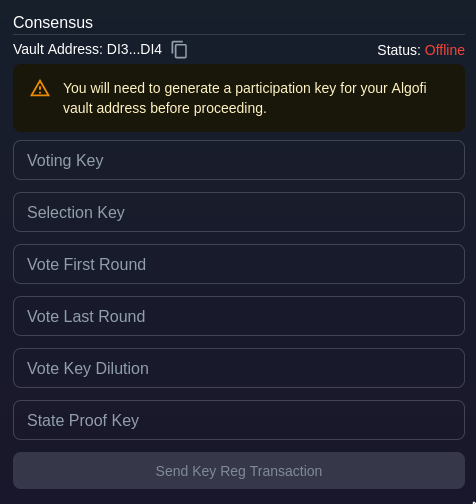 Consensus
Vault Address: DI3...DI4
Status: Offline
You will need to generate a participation key for your Algofi
vault address before proceeding.
Voting Key
Selection Key
Vote First Round
Vote Last Round
Vote Key Dilution
State Proof Key
Send Key Reg Transaction